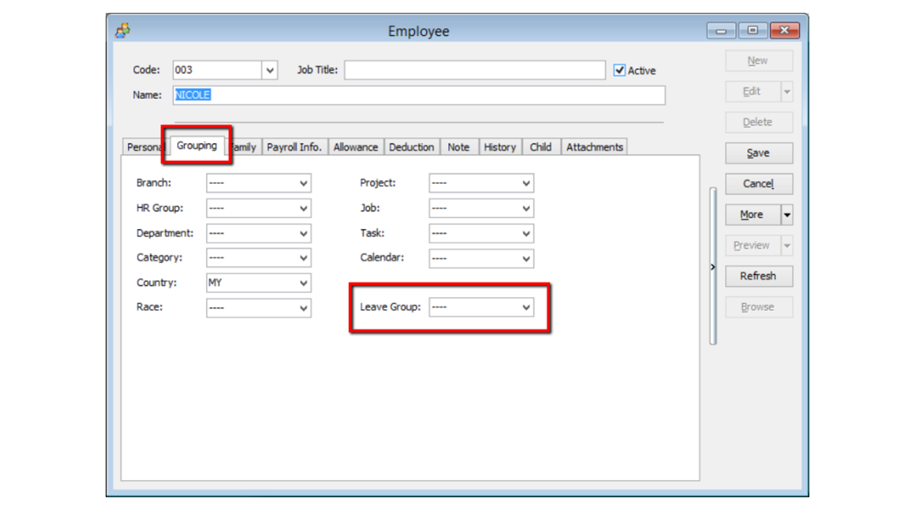 Employee
Code: 003 Job Title: Active
Name: NICOLE
Personal Grouping Family Payroll Info. Allowance Deduction Note History Child Attachments
Branch: ---- Project: ----
HR Group: ---- Job: ----
Department: ---- Task: ----
Category: ---- Calendar: ----
Country: MY
Race: ---- Leave Group: ----
New
Edit
Delete
Save
Cancel
More
Preview
Refresh
Browse